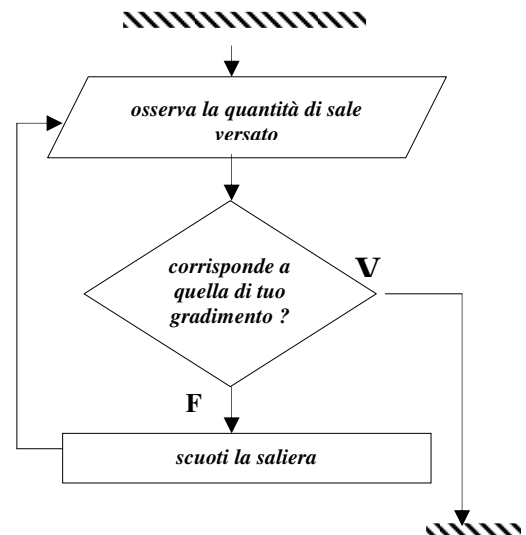 osserva la quantità di sale
versato
corrisponde a
quella di tuo
gradimento ?
V
F
scuoti la saliera